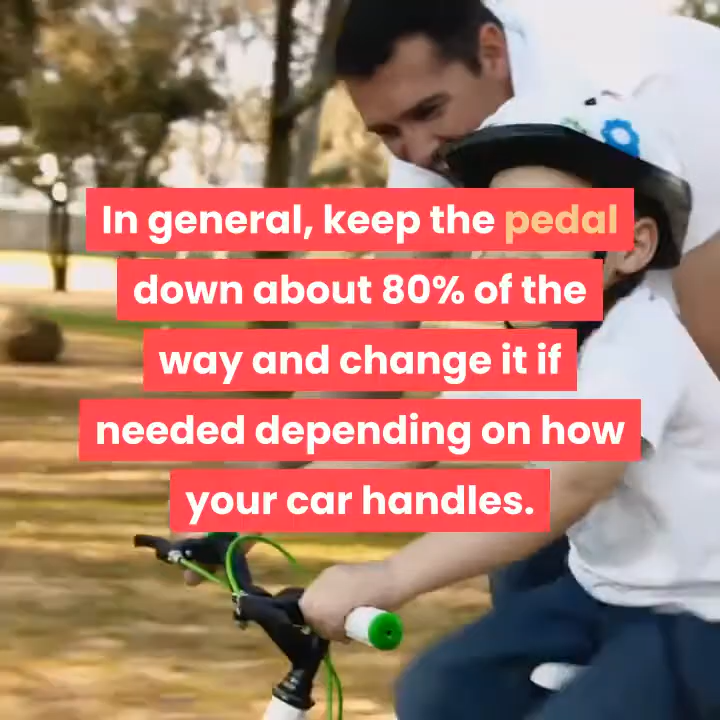 In general, keep the pedal
down about 80% of the
way and change it if
needed depending on how
your car handles.